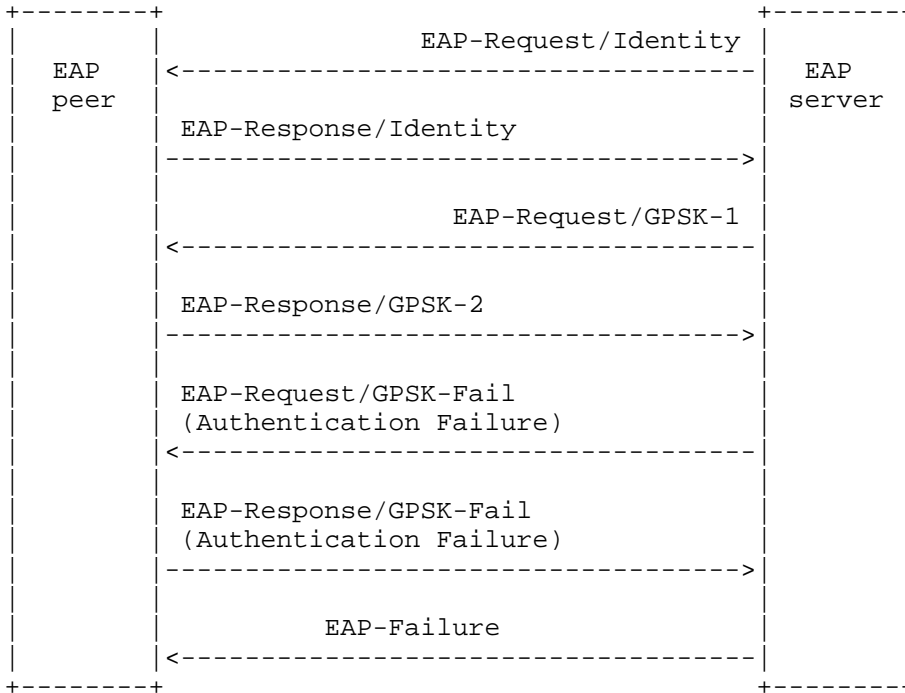 EAP-Request/Identity
EAP EAP
peer server
EAP-Response/Identity
EAP-Request/GPSK-1
EAP-Response/GPSK-2
EAP-Request/GPSK-Fail
(Authentication Failure)
EAP-Response/GPSK-Fail
(Authentication Failure)
EAP-Failure